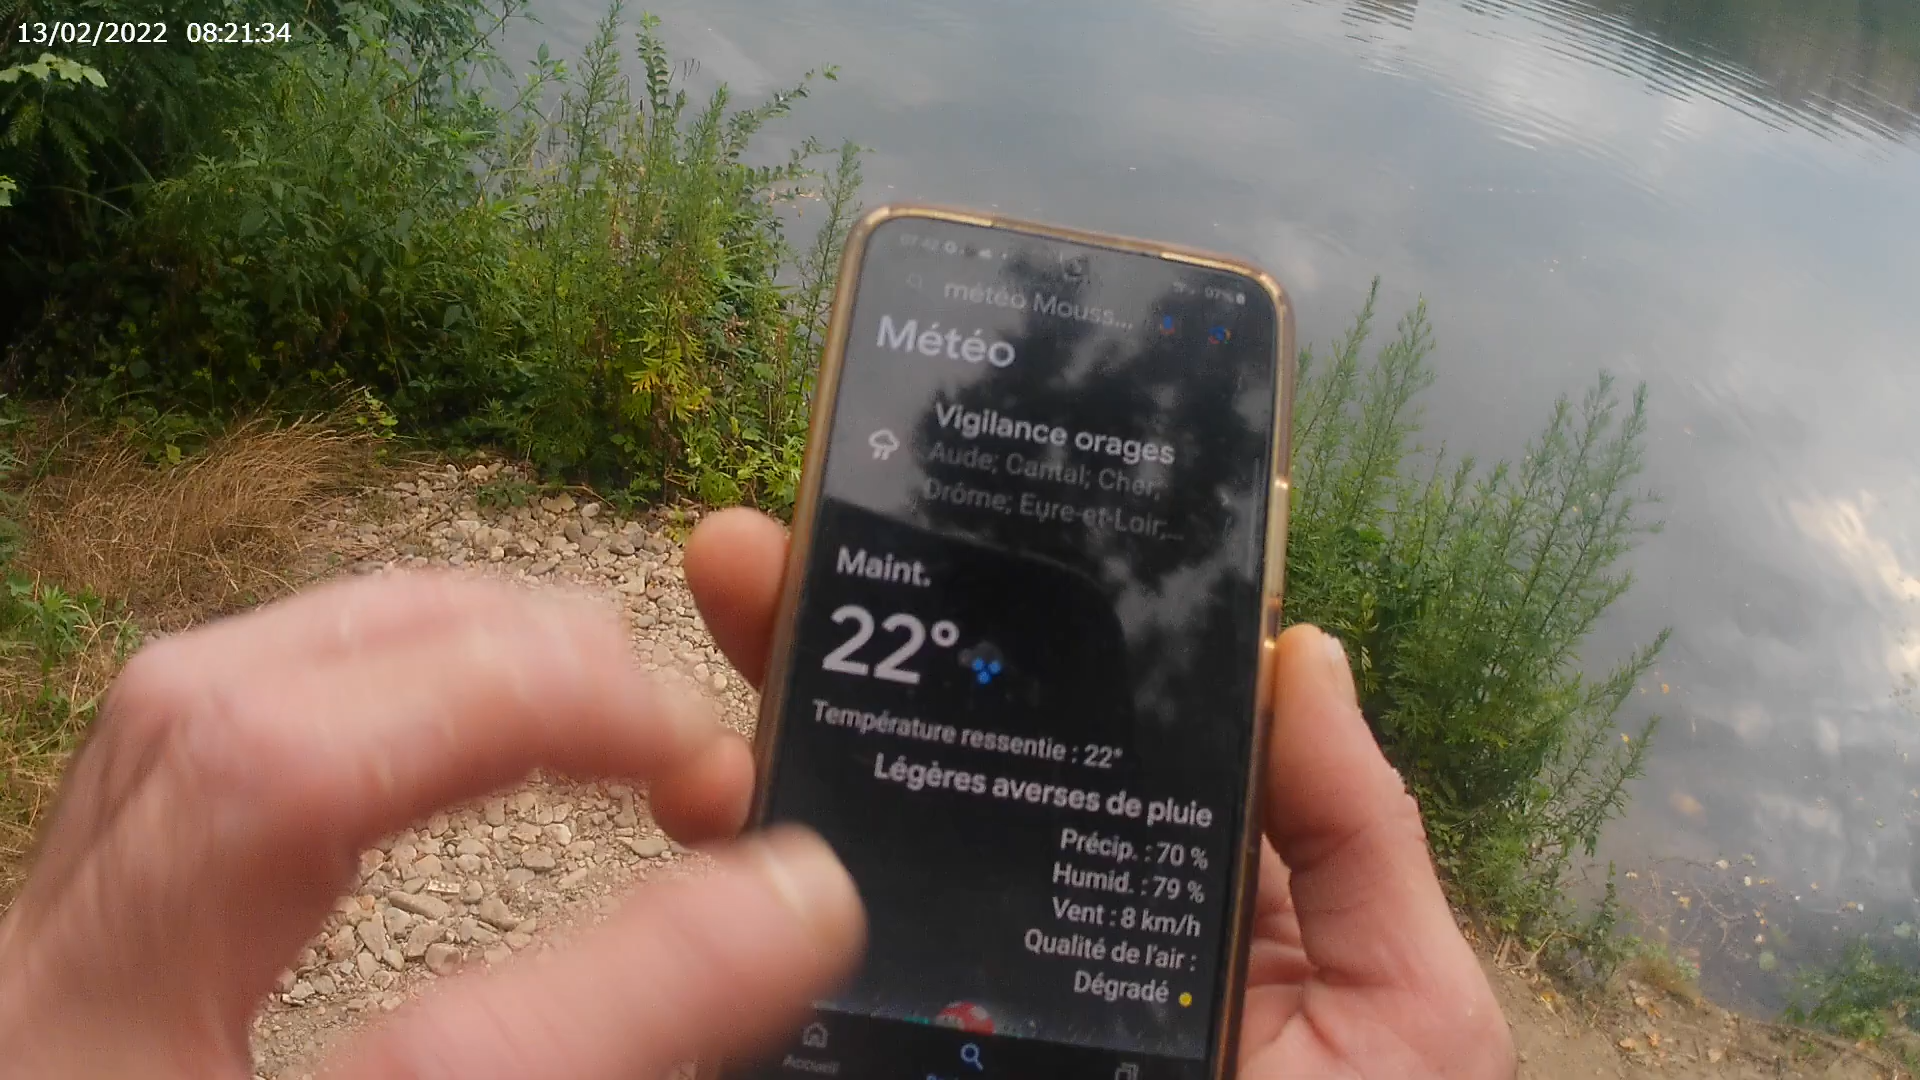 13/02/2022 08:21:34
97%
météo Mouss...
Météo
Vigilance orages
Aude; Cantal; Cher;
Drôme; Eure-et-Loir;...
Maint.
22°
Température ressentie : 22°
Légères averses de pluie
Précip. : 70 %
Humid. : 79 %
Vent : 8 km/h
Qualité de l'air :
Dégradé
Accueil